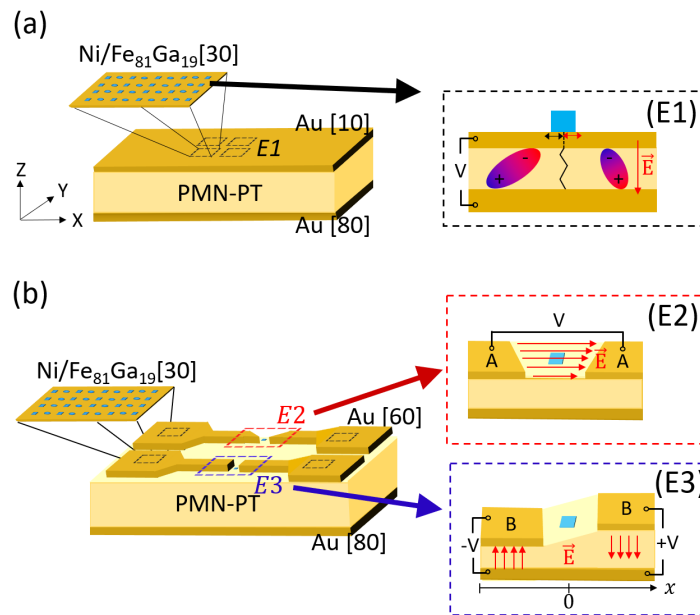 (a)
Ni/Fe₈₁Ga₁₉[30]
Au [10]
E1
PMN-PT
Au [80]
Z
Y
X
(E1)
V
-
+
-
+
E⃗
(b)
Ni/Fe₈₁Ga₁₉[30]
E2
Au [60]
E3
PMN-PT
Au [80]
(E2)
V
A
E⃗
A
(E3)
B
B
-V
E⃗
+V
0
x